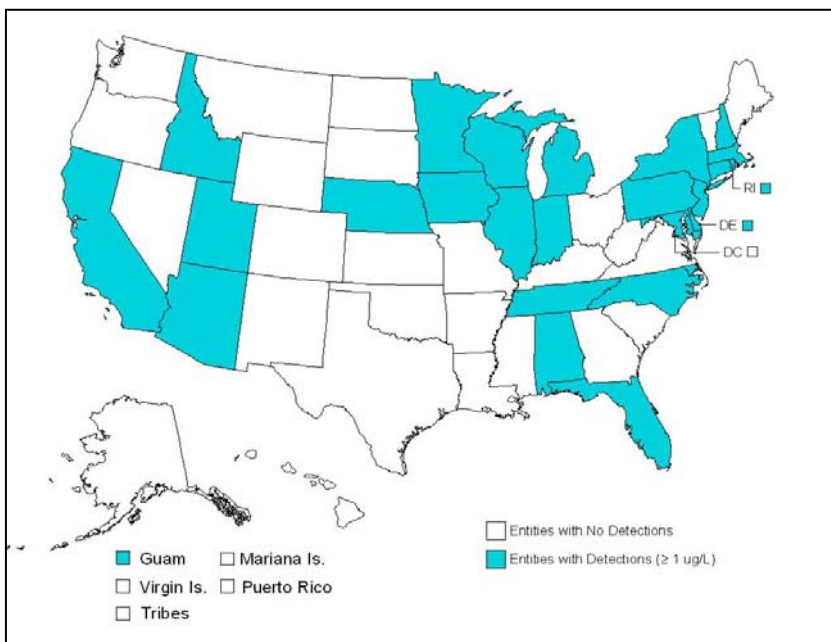 RI
DE
DC
Entities with No Detections
Entities with Detections (≥ 1 ug/L)
Guam Mariana Is.
Virgin Is. Puerto Rico
Tribes